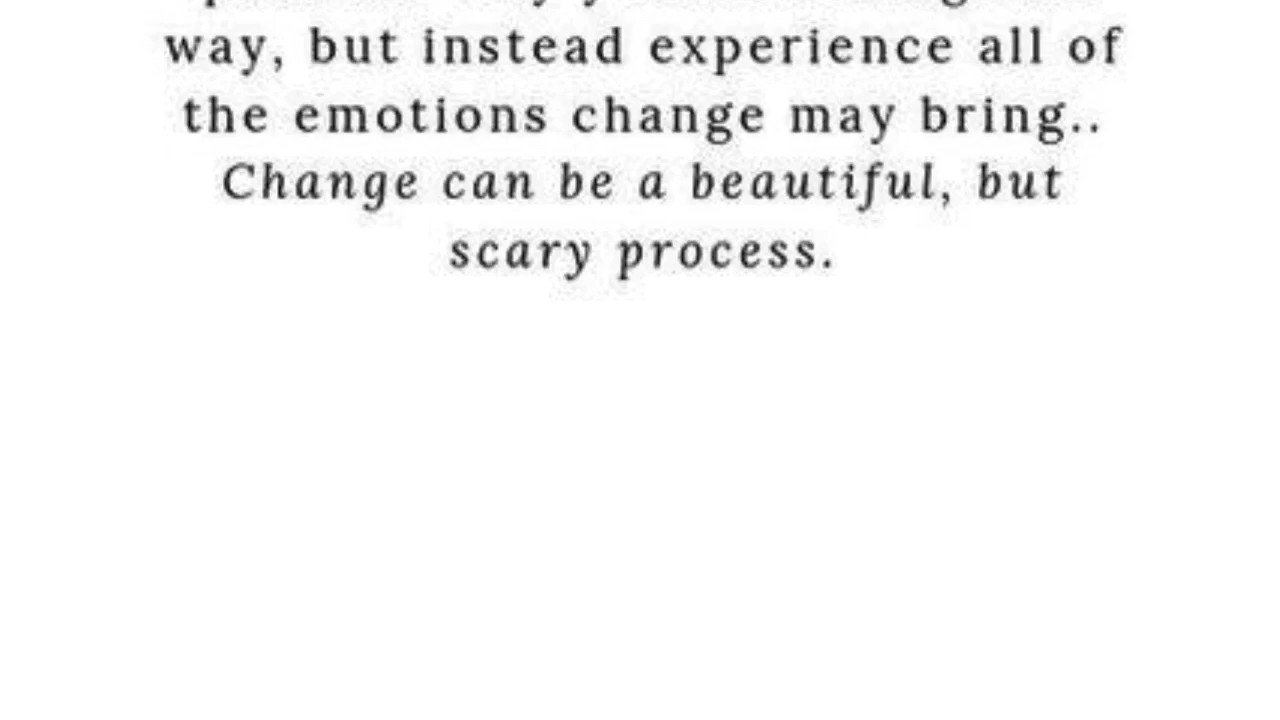 way, but instead experience all of
the emotions change may bring..
Change can be a beautiful, but
scary process.